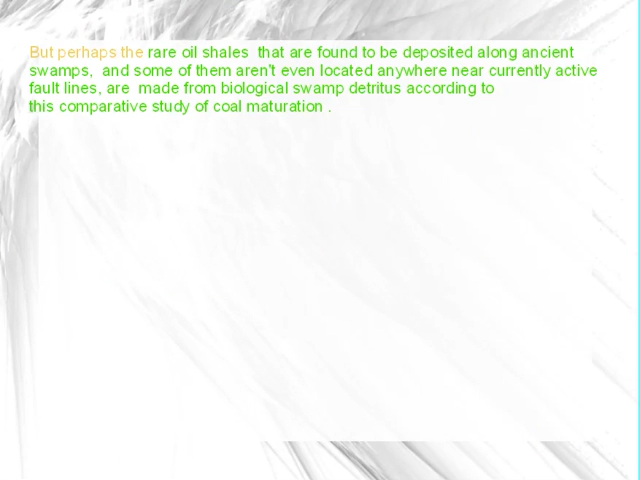 But perhaps the rare oil shales  that are found to be deposited along ancient
swamps,  and some of them aren't even located anywhere near currently active
fault lines, are  made from biological swamp detritus according to
this comparative study of coal maturation .